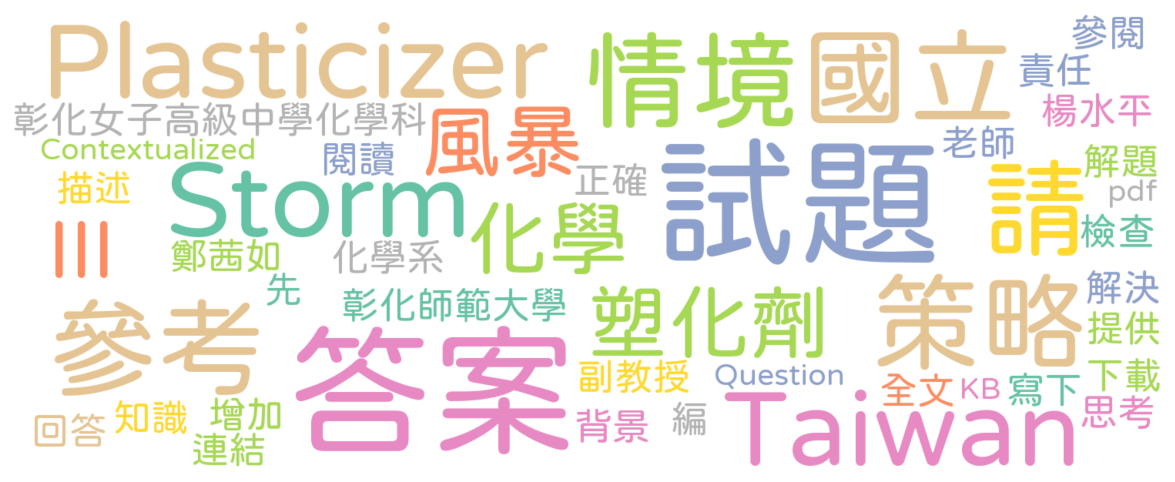 Plasticizer
情境
國立
參閱
責任
彰化女子高級中學化學科
風暴
楊水平
Contextualized
閱讀
老師
試題
解題
描述
Storm
正確
請
pdf
III
鄭茜如
化學
化學系
檢查
先
彰化師範大學
塑化劑
策略
解決
參考
答案
提供
副教授
Question
全文
KB
寫下
下載
回答
知識
增加
連結
背景
編
Taiwan
思考